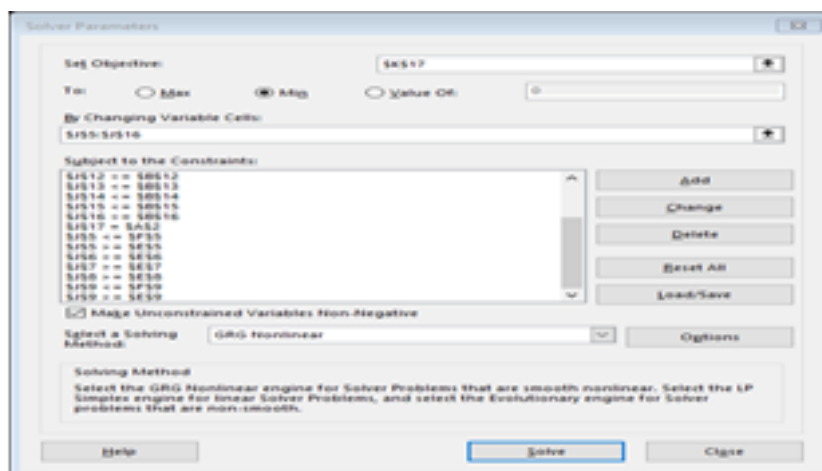 Solver Parameters
Set Objective:
To:
Max
Min
Value Of:
0
By Changing Variable Cells:
$J$5:$J$16
Subject to the Constraints:
$J$13 <= $B$13
$J$14 <= $B$14
$J$15 <= $B$15
$J$17 = $A$2
$J$5 <= $F$5
$J$5 >= $E$5
$J$6 >= $E$6
$J$7 >= $E$7
$J$8 >= $E$8
$J$9 <= $F$9
$J$9 >= $E$9
Add
Change
Delete
Reset All
Load/Save
Make Unconstrained Variables Non-Negative
Select a Solving
Method:
GRG Nonlinear
Options
Solving Method
Select the GRG Nonlinear engine for Solver Problems that are smooth nonlinear. Select the LP
Simplex engine for linear Solver Problems, and select the Evolutionary engine for Solver
problems that are non-smooth.
Help
Solve
Close